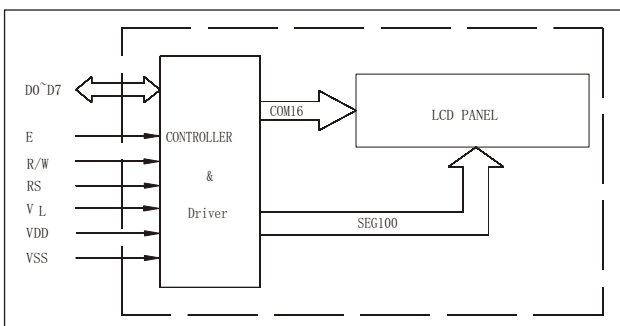 D0~D7
E
R/W
RS
V L
VDD
VSS
CONTROLLER
&
Driver
COM16
SEG100
LCD PANEL